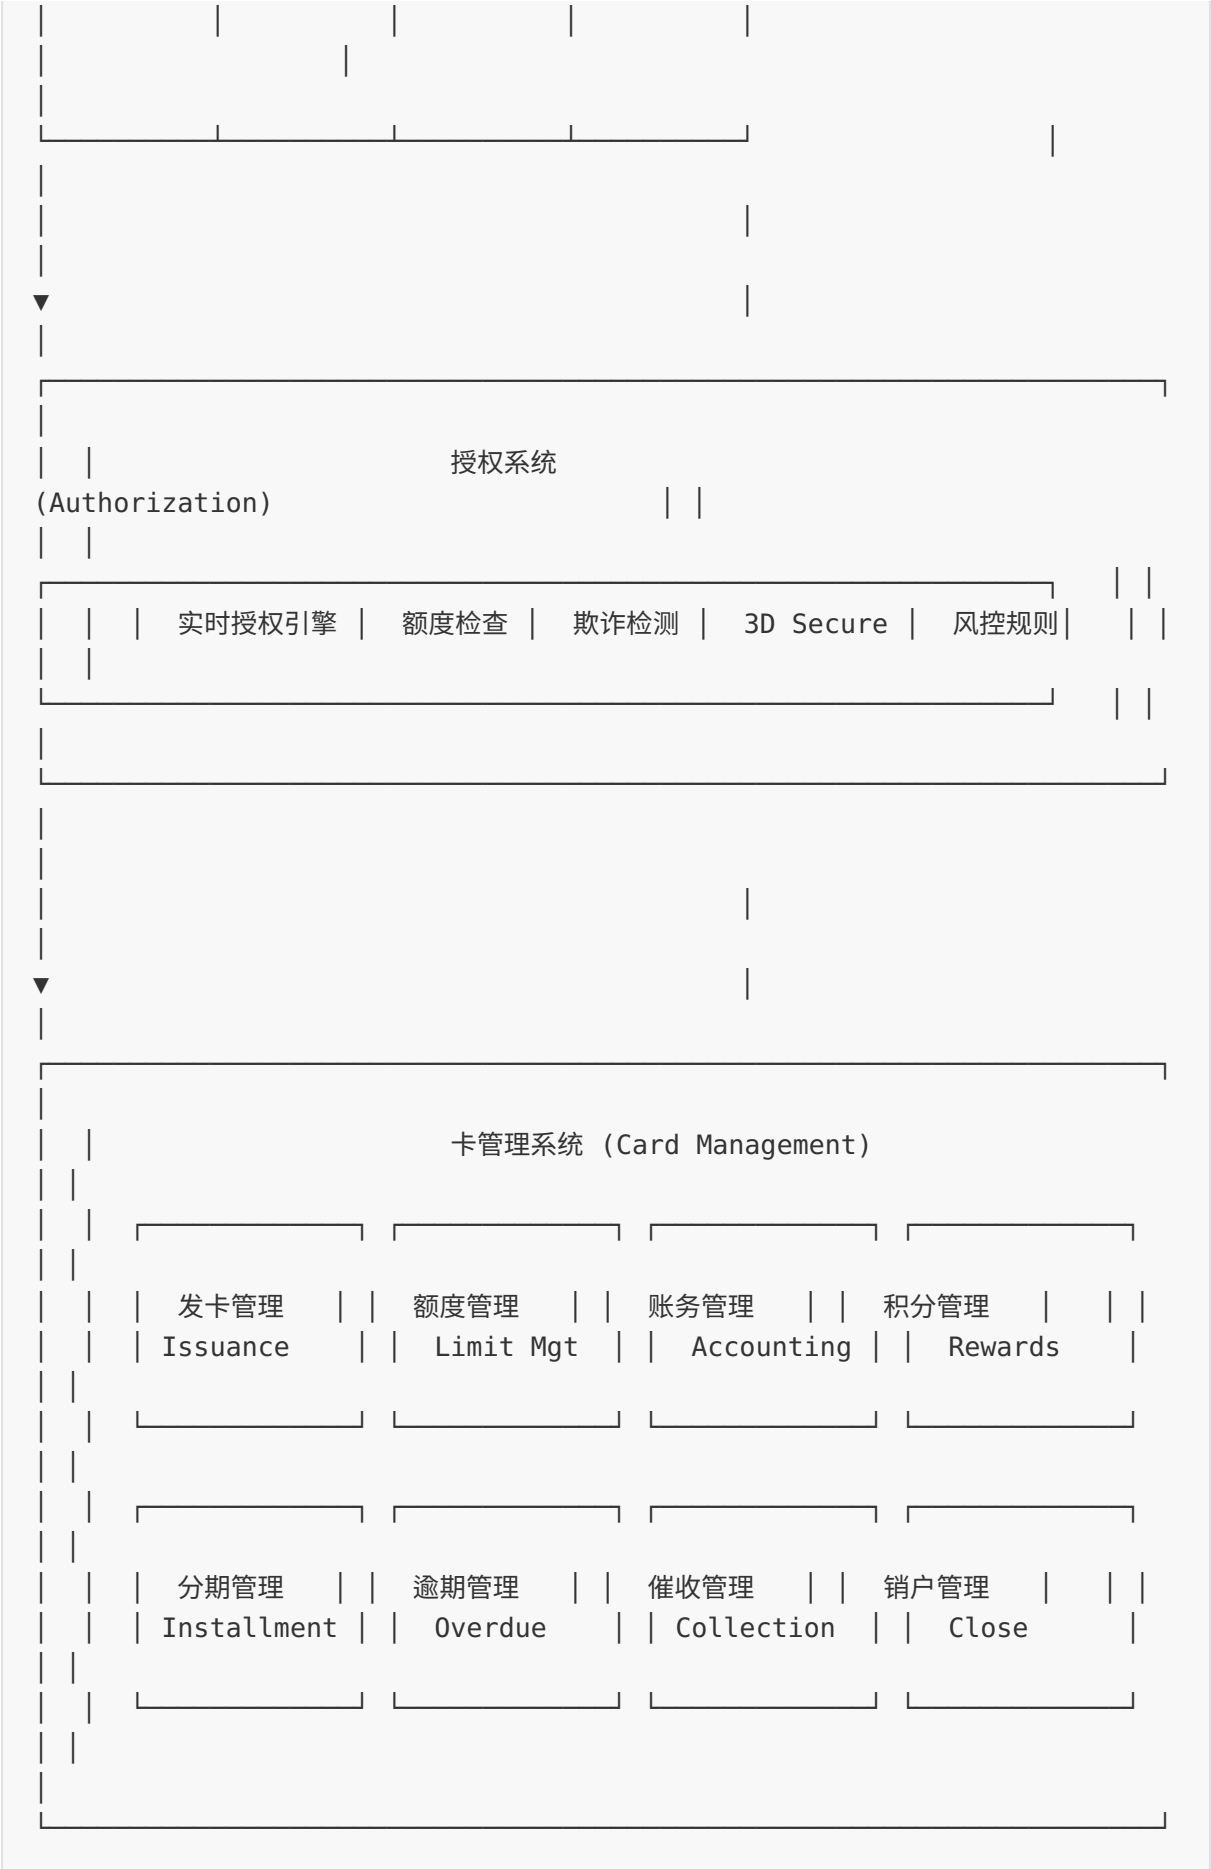 授权系统
(Authorization)
实时授权引擎 │ 额度检查 │ 欺诈检测 │ 3D Secure │ 风控规则│
卡管理系统 (Card Management)
发卡管理 │ │ 额度管理 │ │ 账务管理 │ │ 积分管理 │
Issuance │ │ Limit Mgt │ │ Accounting │ │ Rewards │
分期管理 │ │ 逾期管理 │ │ 催收管理 │ │ 销户管理 │
Installment │ │ Overdue │ │ Collection │ │ Close │